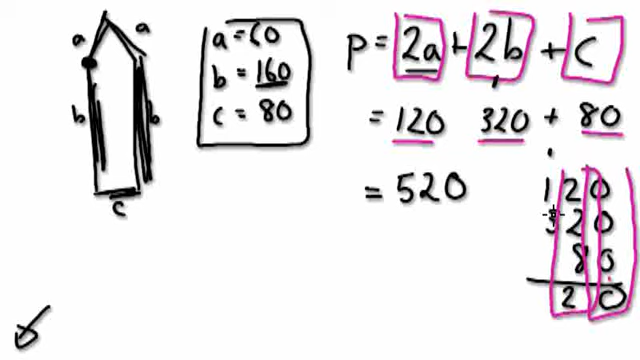 a a
b b
c
a = 60
b = 160
c = 80
P = 2a + 2b + c
= 120 320 + 80
= 520
120
320
80
20